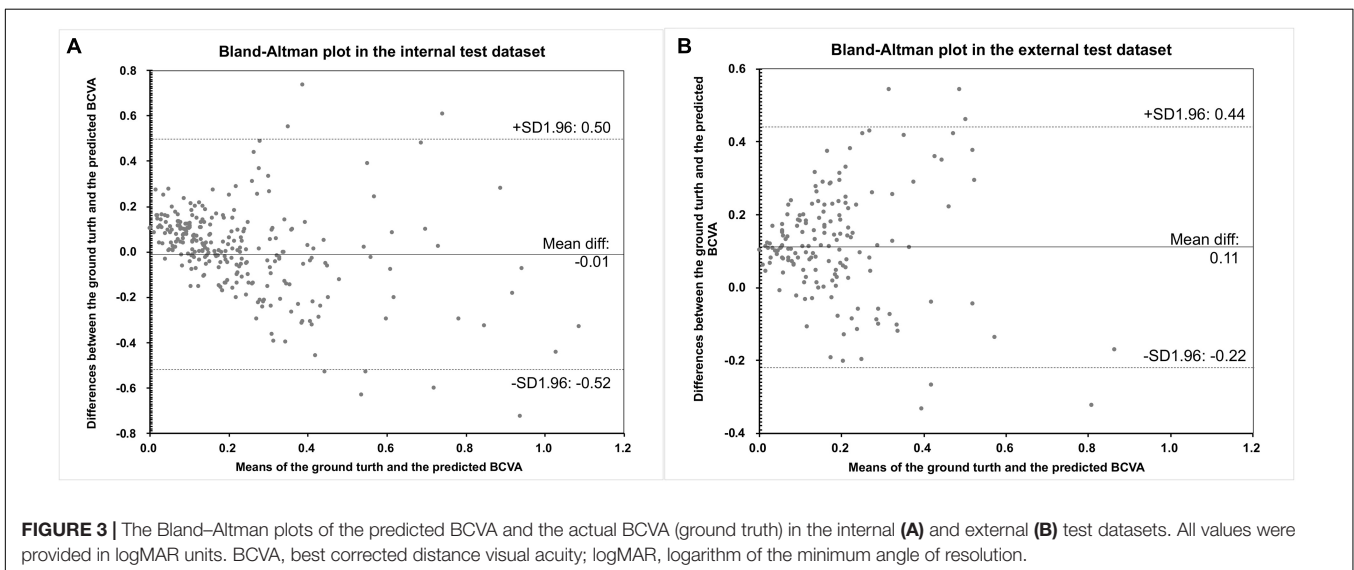 A
Bland-Altman plot in the internal test dataset
Differences between the ground turth and the predicted BCVA
0.8
0.6
0.4
0.2
0.0
-0.2
-0.4
-0.6
-0.8
+SD1.96: 0.50
Mean diff:
-0.01
-SD1.96: -0.52
0.0 0.2 0.4 0.6 0.8 1.0 1.2
Means of the ground turth and the predicted BCVA
B
Bland-Altman plot in the external test dataset
Differences between the ground turth and the predicted
BCVA
0.6
0.4
0.2
0.0
-0.2
-0.4
+SD1.96: 0.44
Mean diff:
0.11
-SD1.96: -0.22
0.0 0.2 0.4 0.6 0.8 1.0 1.2
Means of the ground turth and the predicted BCVA
FIGURE 3 | The Bland–Altman plots of the predicted BCVA and the actual BCVA (ground truth) in the internal (A) and external (B) test datasets. All values were
provided in logMAR units. BCVA, best corrected distance visual acuity; logMAR, logarithm of the minimum angle of resolution.